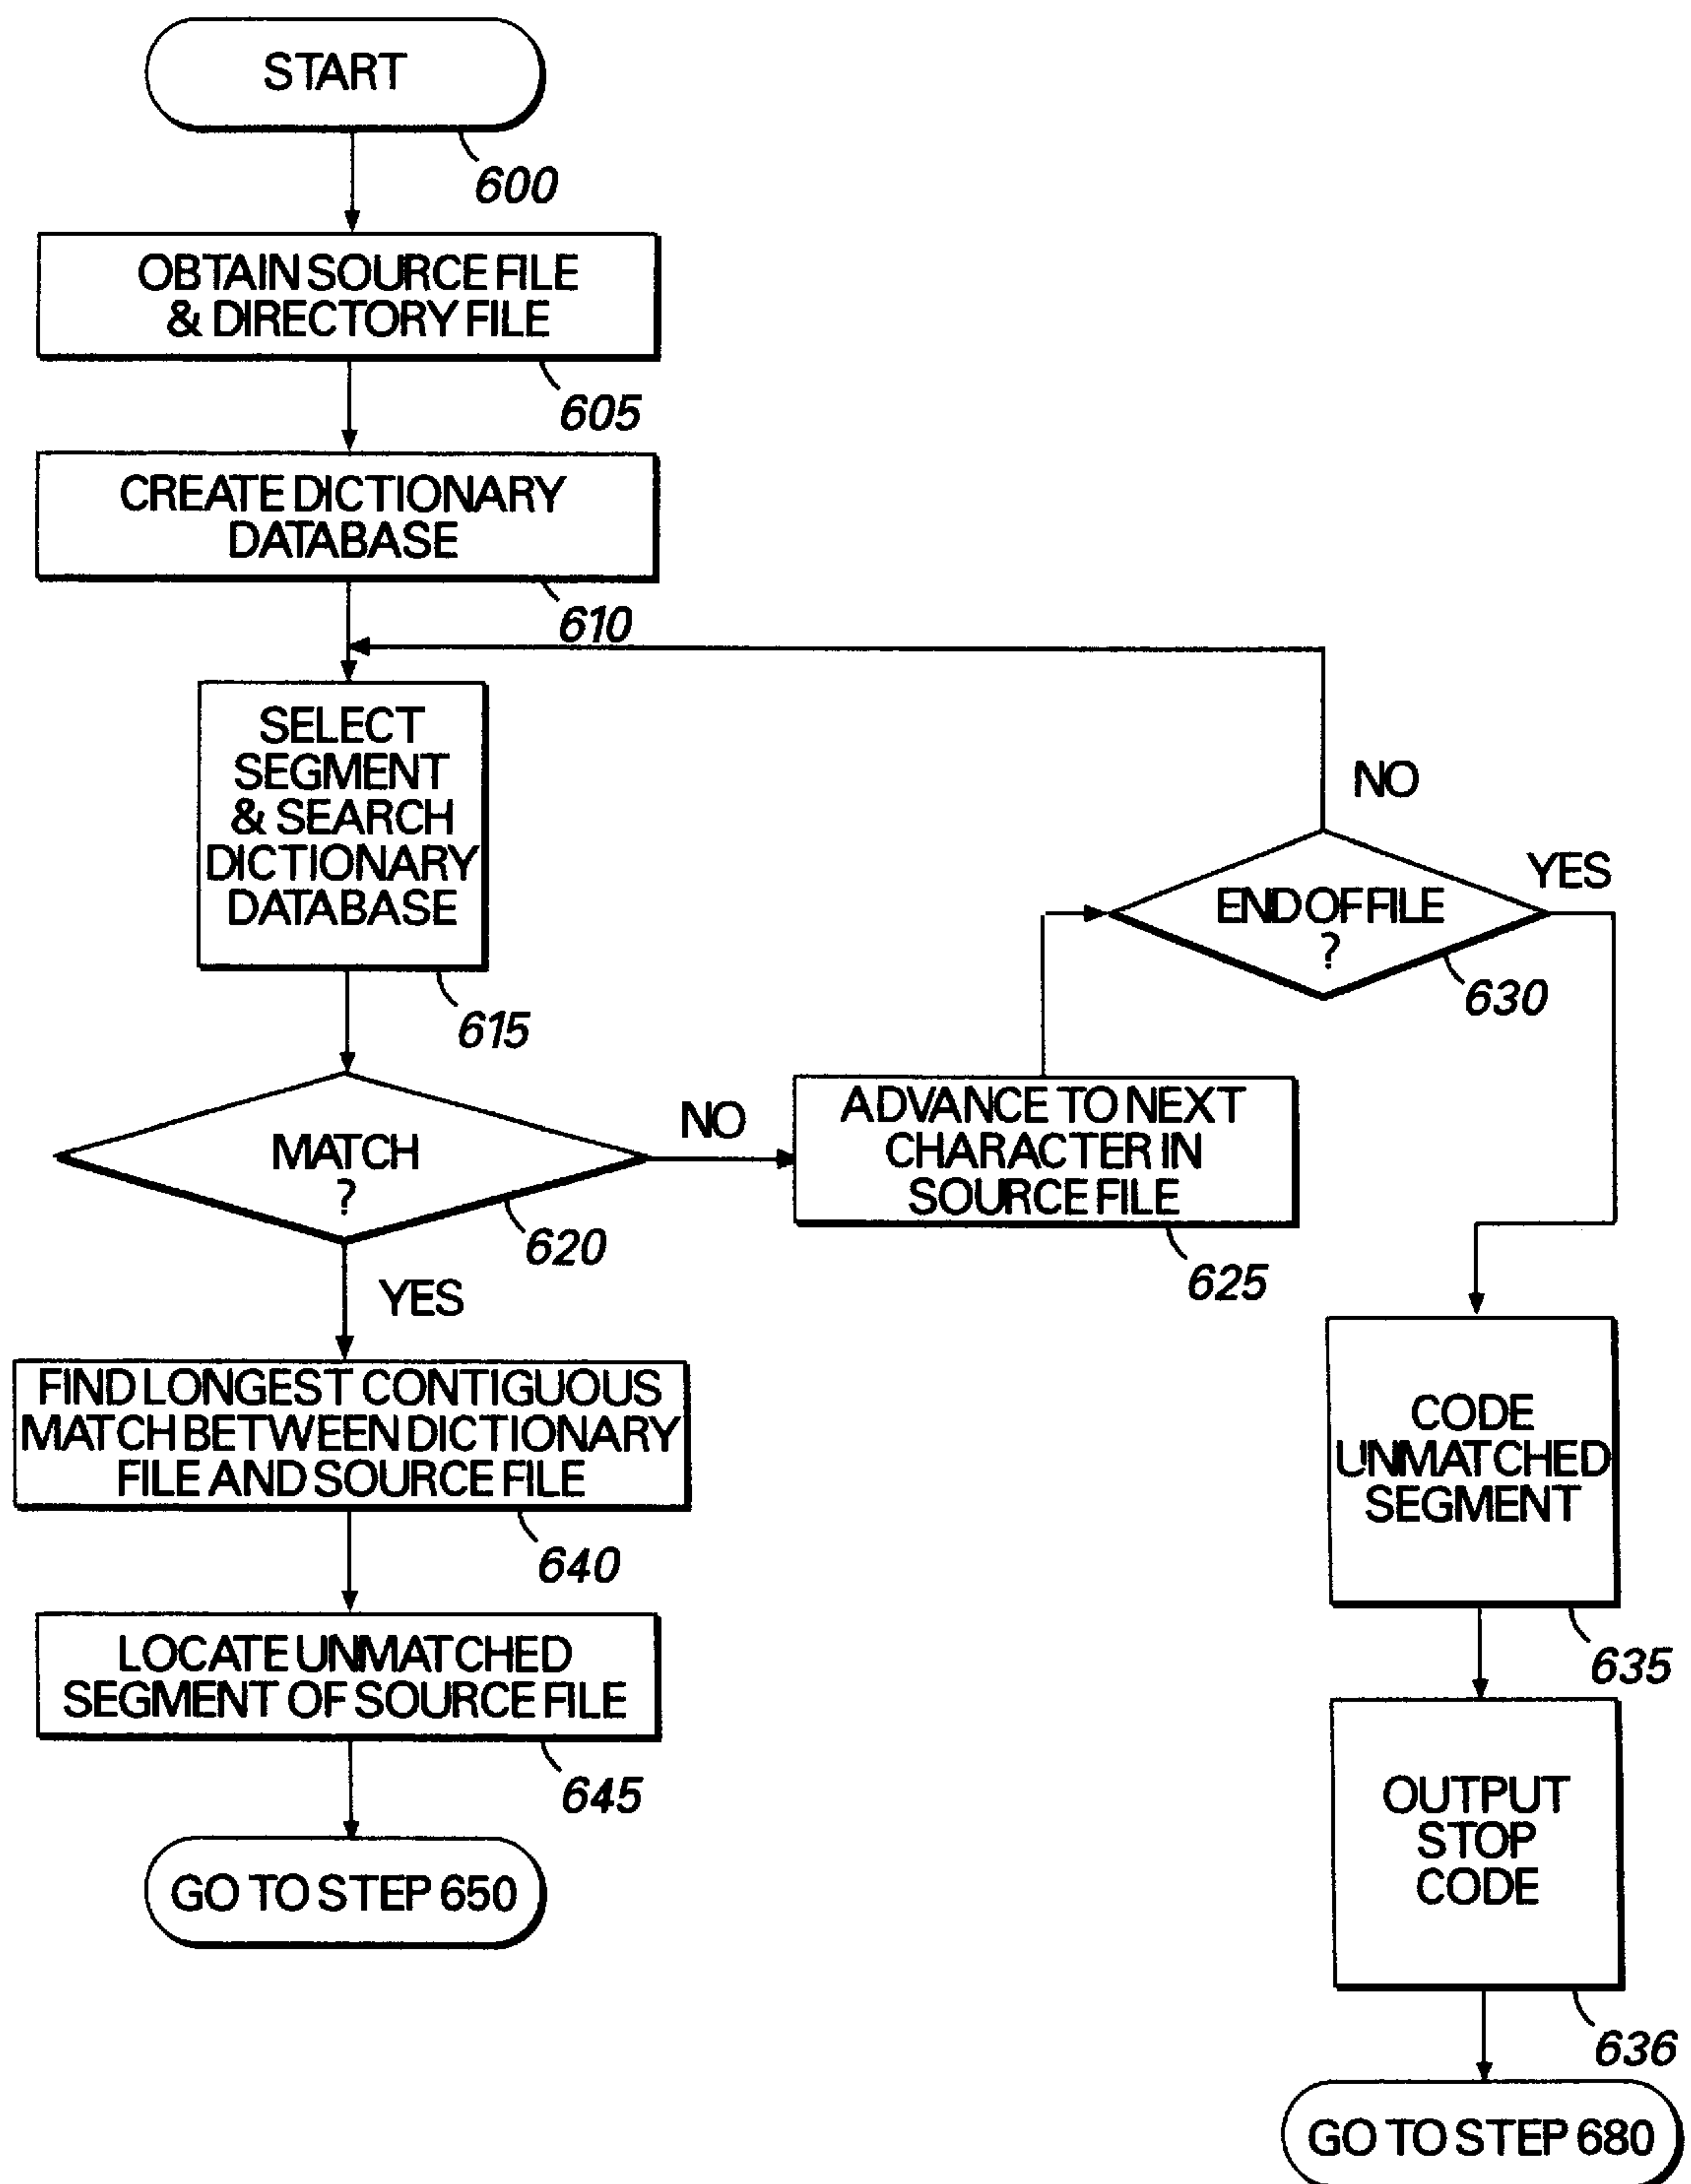 START
600
OBTAIN SOURCE FILE
& DIRECTORY FILE
605
CREATE DICTIONARY
DATABASE
610
SELECT
SEGMENT
& SEARCH
DICTIONARY
DATABASE
615
MATCH
?
620
NO
YES
ADVANCE TO NEXT
CHARACTER IN
SOURCE FILE
625
END OF FILE
?
630
NO
YES
CODE
UNMATCHED
SEGMENT
635
OUTPUT
STOP
CODE
636
GO TO STEP 680
FIND LONGEST CONTIGUOUS
MATCH BETWEEN DICTIONARY
FILE AND SOURCE FILE
640
LOCATE UNMATCHED
SEGMENT OF SOURCE FILE
645
GO TO STEP 650